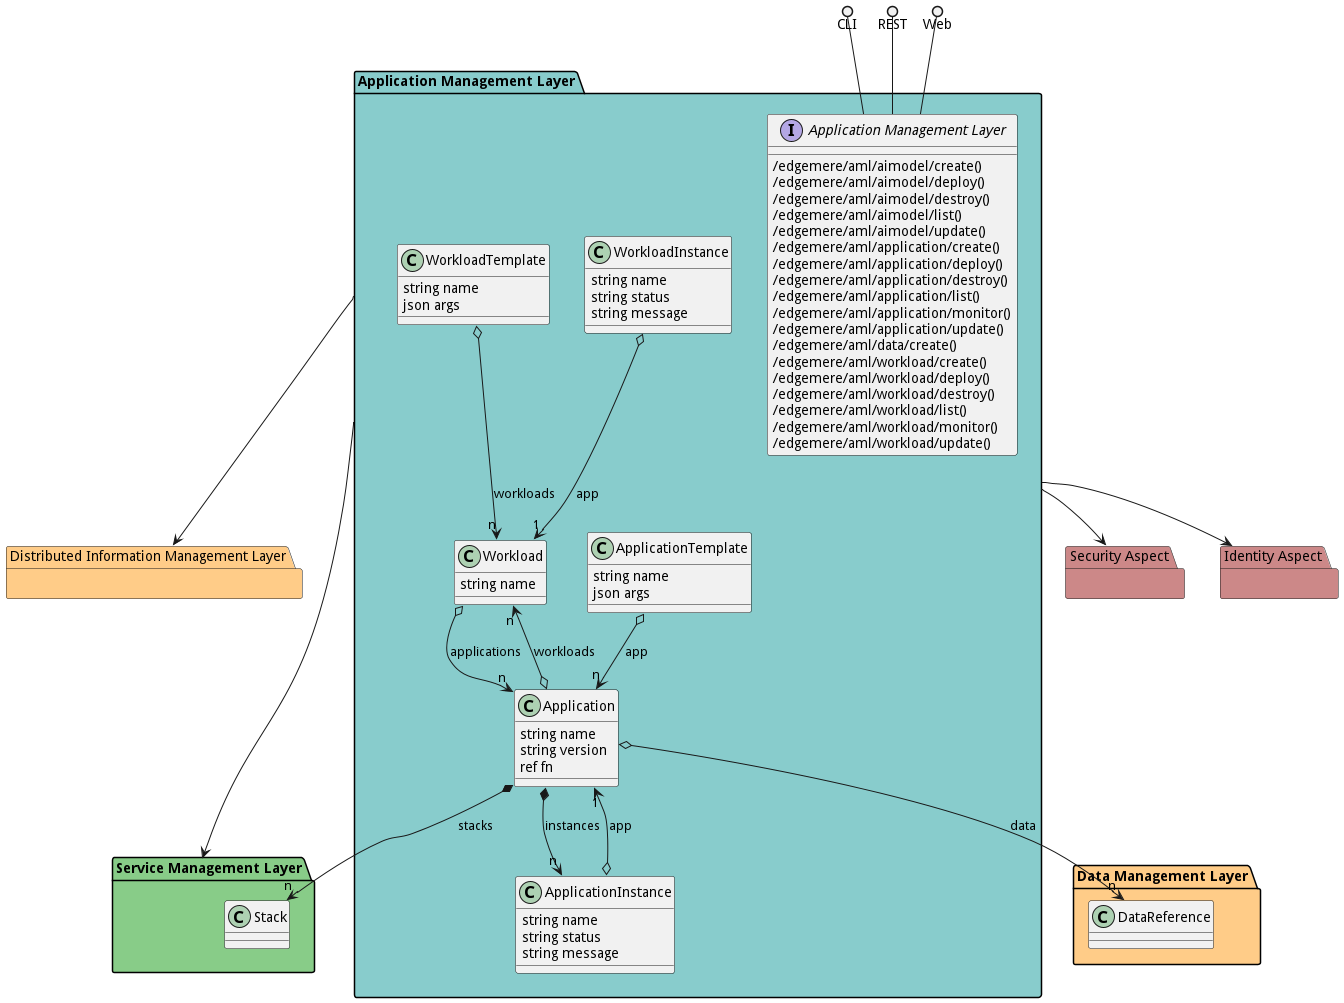 CLI
REST
Web
Application Management Layer
I
Application Management Layer
/edgemere/aml/aimodel/create()
/edgemere/aml/aimodel/deploy()
/edgemere/aml/aimodel/destroy()
/edgemere/aml/aimodel/list()
/edgemere/aml/aimodel/update()
/edgemere/aml/application/create()
/edgemere/aml/application/deploy()
/edgemere/aml/application/destroy()
/edgemere/aml/application/list()
/edgemere/aml/application/monitor()
/edgemere/aml/application/update()
/edgemere/aml/data/create()
/edgemere/aml/workload/create()
/edgemere/aml/workload/deploy()
/edgemere/aml/workload/destroy()
/edgemere/aml/workload/list()
/edgemere/aml/workload/monitor()
/edgemere/aml/workload/update()
C
WorkloadTemplate
string name
json args
C
WorkloadInstance
string name
string status
string message
workloads
app
n
1
Distributed Information Management Layer
C
Workload
string name
C
ApplicationTemplate
string name
json args
Security Aspect
Identity Aspect
n
applications
workloads
app
n
n
C
Application
string name
string version
ref fn
1
stacks
instances
app
data
n
n
n
Service Management Layer
C
Stack
C
ApplicationInstance
string name
string status
string message
Data Management Layer
C
DataReference